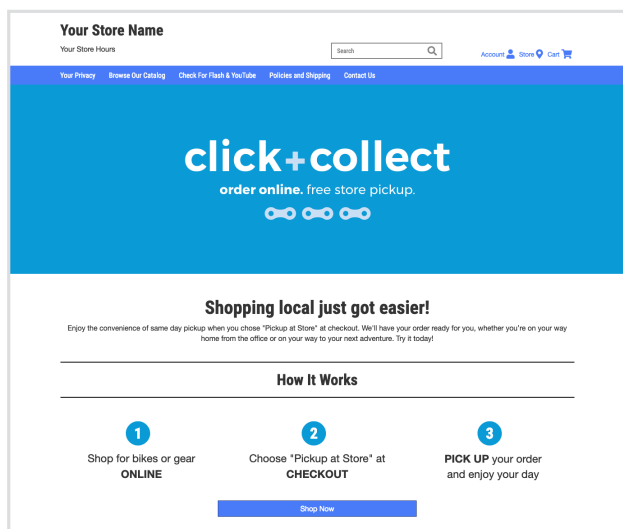 Your Store Name
Your Store Hours
Search
Account Store Cart
Your Privacy Browse Our Catalog Check For Flash & YouTube Policies and Shipping Contact Us
click+collect
order online. free store pickup.
Shopping local just got easier!
Enjoy the convenience of same day pickup when you chose "Pickup at Store" at checkout. We'll have your order ready for you, whether you're on your way
home from the office or on your way to your next adventure. Try it today!
How It Works
1
Shop for bikes or gear
ONLINE
2
Choose "Pickup at Store" at
CHECKOUT
3
PICK UP your order
and enjoy your day
Shop Now